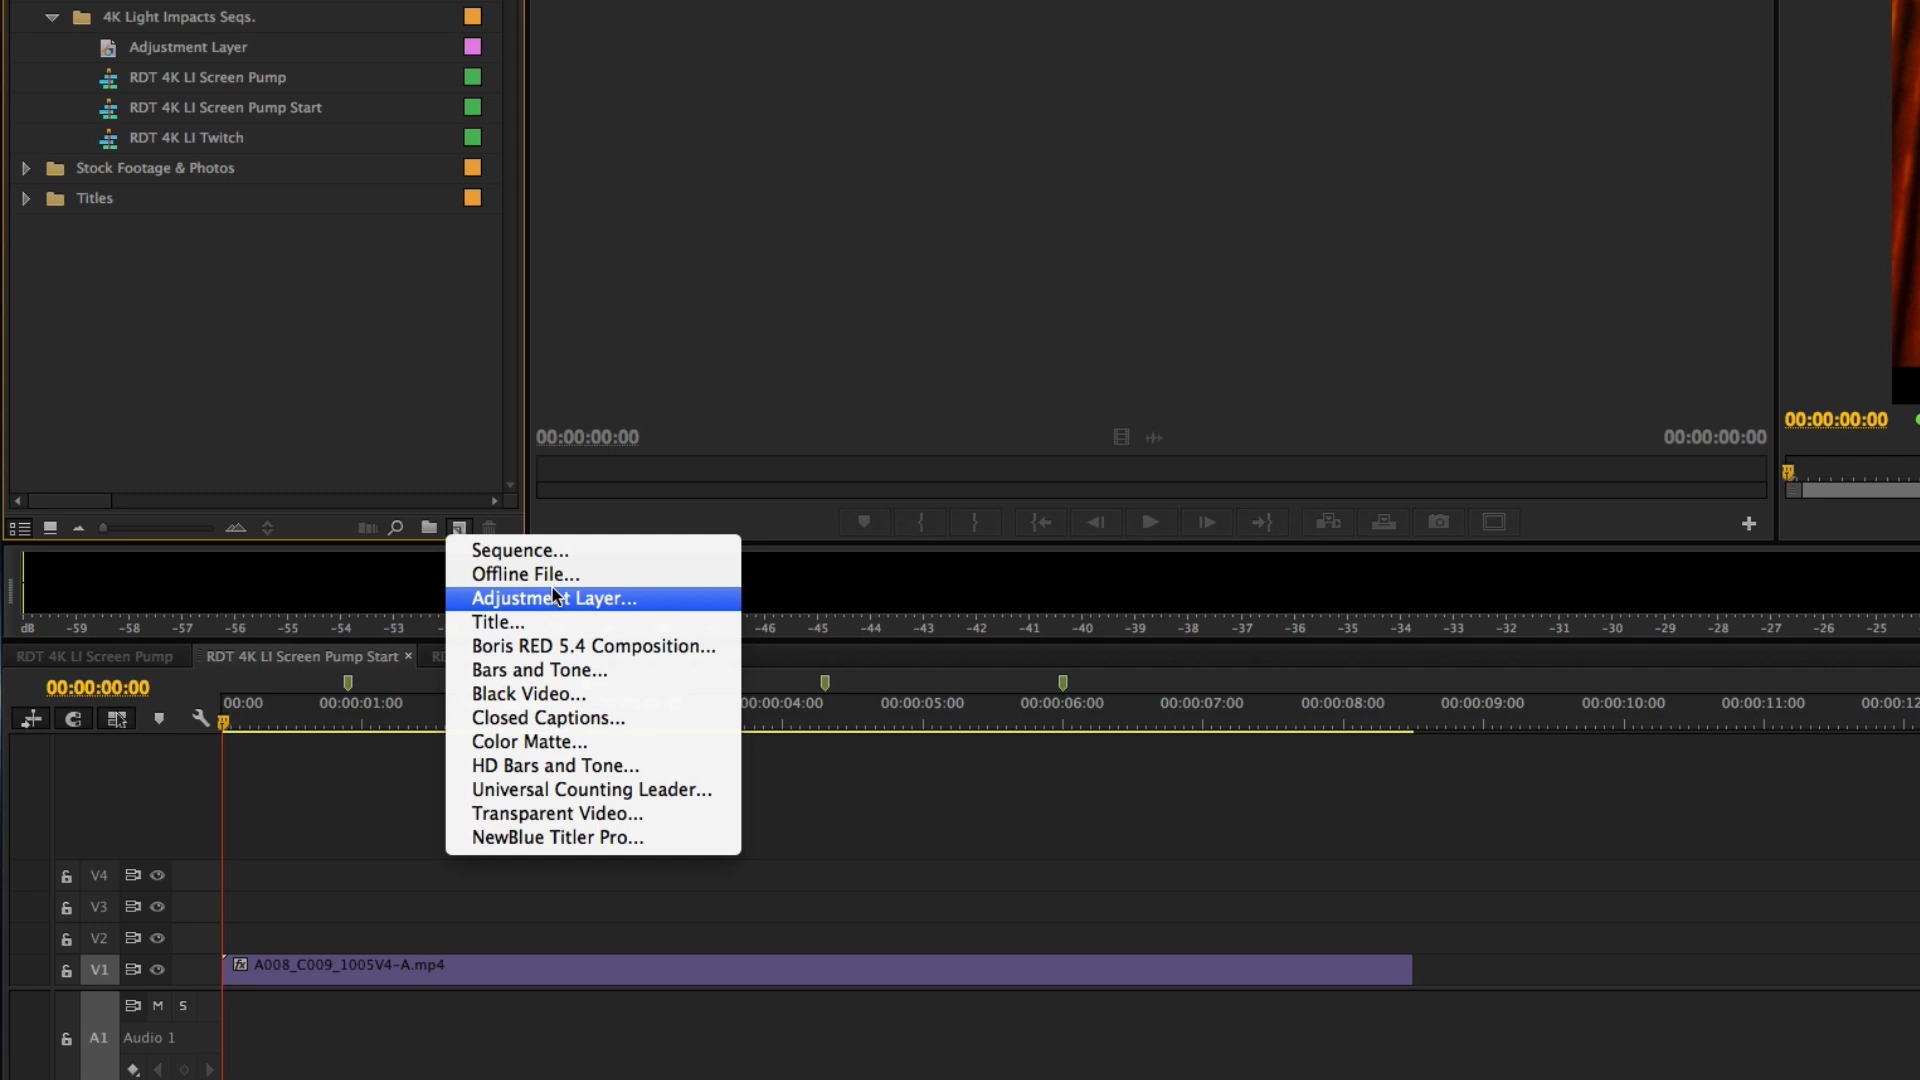 4K Light Impacts Seqs.
Adjustment Layer
RDT 4K LI Screen Pump
RDT 4K LI Screen Pump Start
RDT 4K LI Twitch
Stock Footage & Photos
Titles
00:00:00:00
00:00:00:00
00:00:00:00
Sequence...
Offline File...
Adjustment Layer...
Title...
Boris RED 5.4 Composition...
Bars and Tone...
Black Video...
Closed Captions...
Color Matte...
HD Bars and Tone...
Universal Counting Leader...
Transparent Video...
NewBlue Titler Pro...
dB -59 -58 -57 -56 -55 -54 -53 -46 -45 -44 -43 -42 -41 -40 -39 -38 -37 -36 -35 -34 -33 -32 -31 -30 -29 -28 -27 -26 -25
RDT 4K LI Screen Pump RDT 4K LI Screen Pump Start ×
00:00:00:00
00:00 00:00:01:00 00:00:04:00 00:00:05:00 00:00:06:00 00:00:07:00 00:00:08:00 00:00:09:00 00:00:10:00 00:00:11:00 00:00:12
V4
V3
V2
V1 fx A008_C009_1005V4-A.mp4
M S
A1 Audio 1